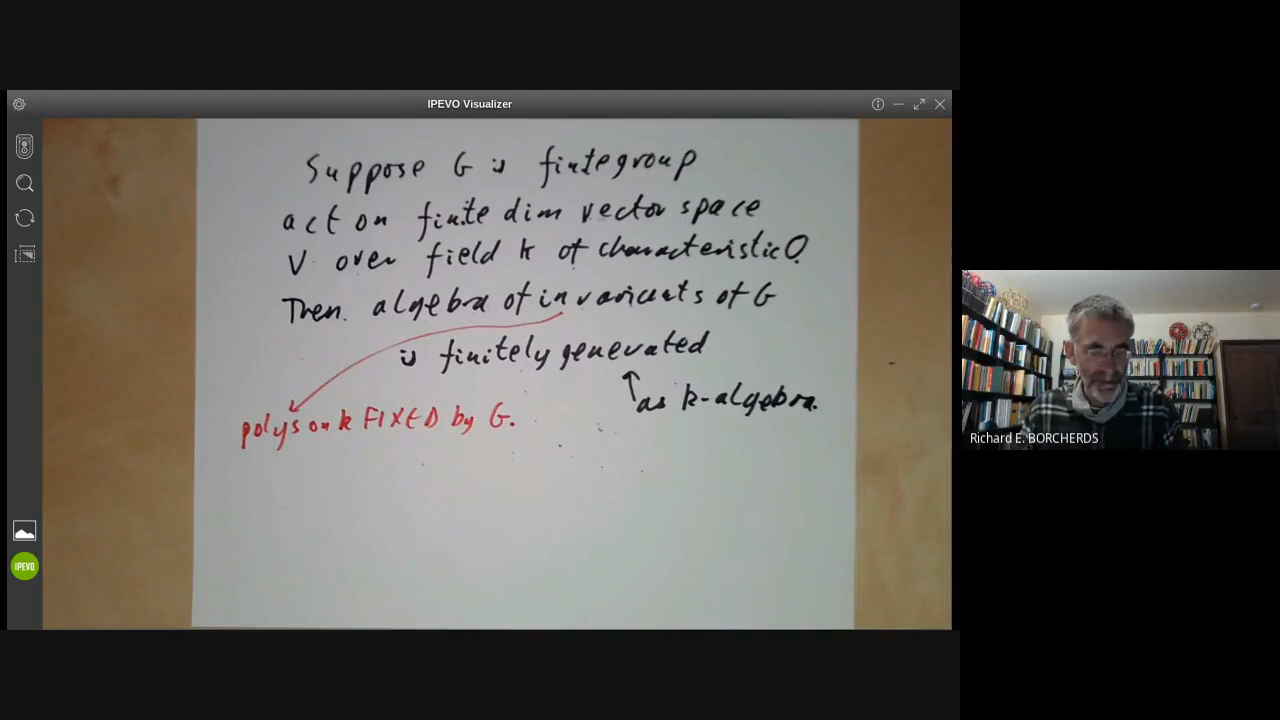 IPEVO Visualizer
Suppose G is finitegroup
act on finite dim vector space
V over field k of characteristic 0.
Then algebra of invariants of G
is finitely generated
as k-algebra.
polys on k FIXED by G.
Richard E. BORCHERDS
IPEVO